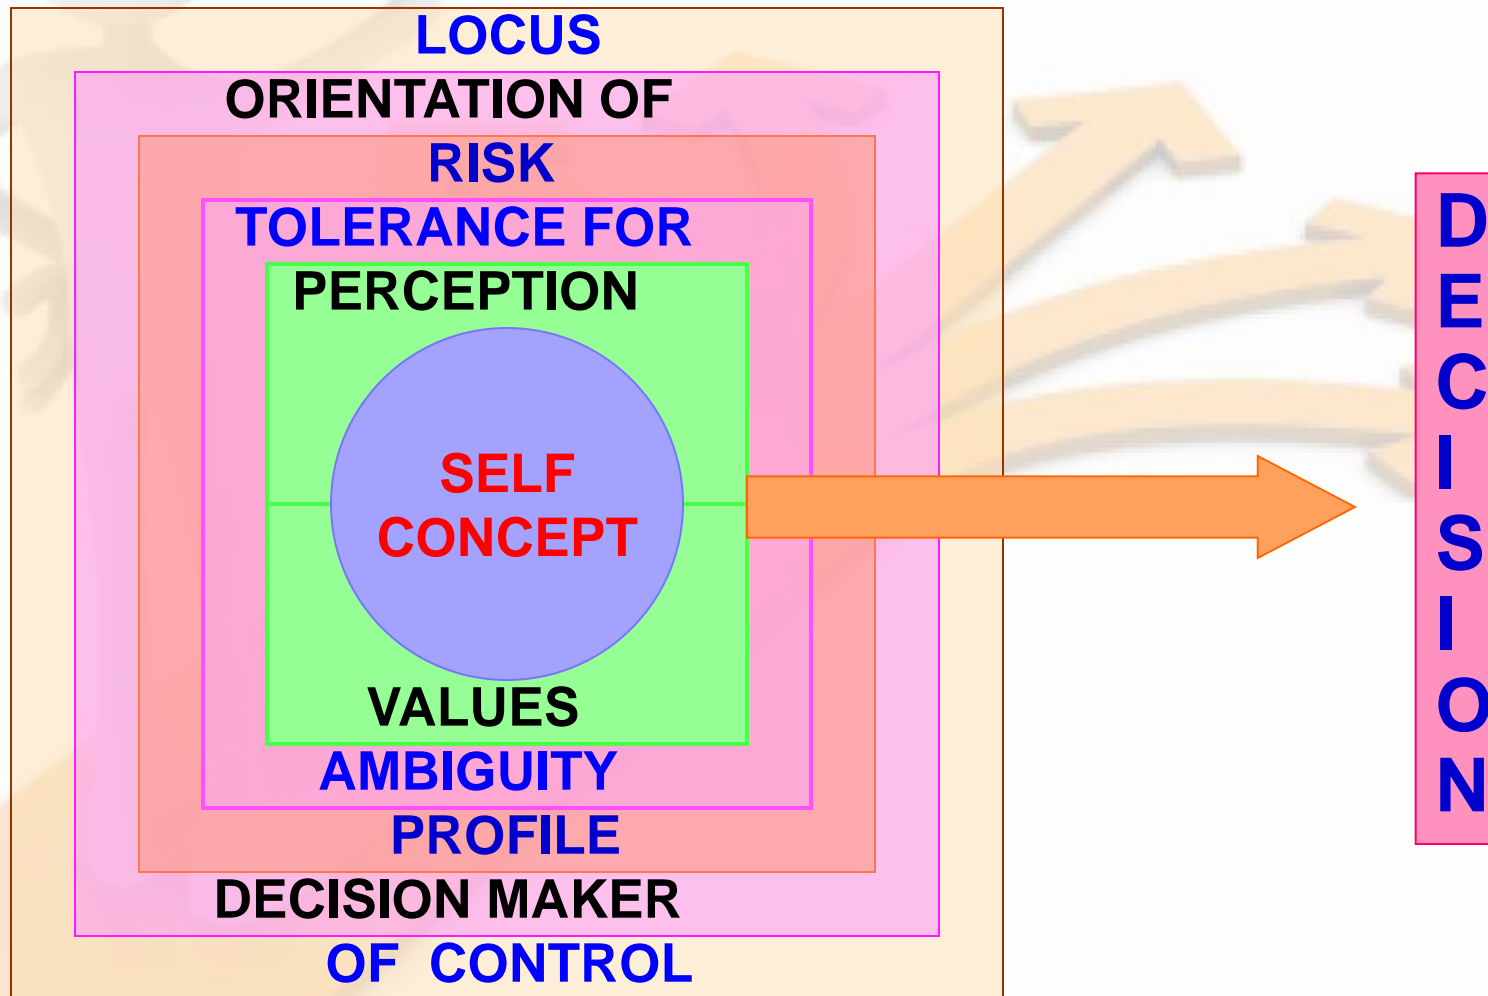 LOCUS
ORIENTATION OF
RISK
TOLERANCE FOR
PERCEPTION
SELF
CONCEPT
VALUES
AMBIGUITY
PROFILE
DECISION MAKER
OF CONTROL
D
E
C
I
S
I
O
N